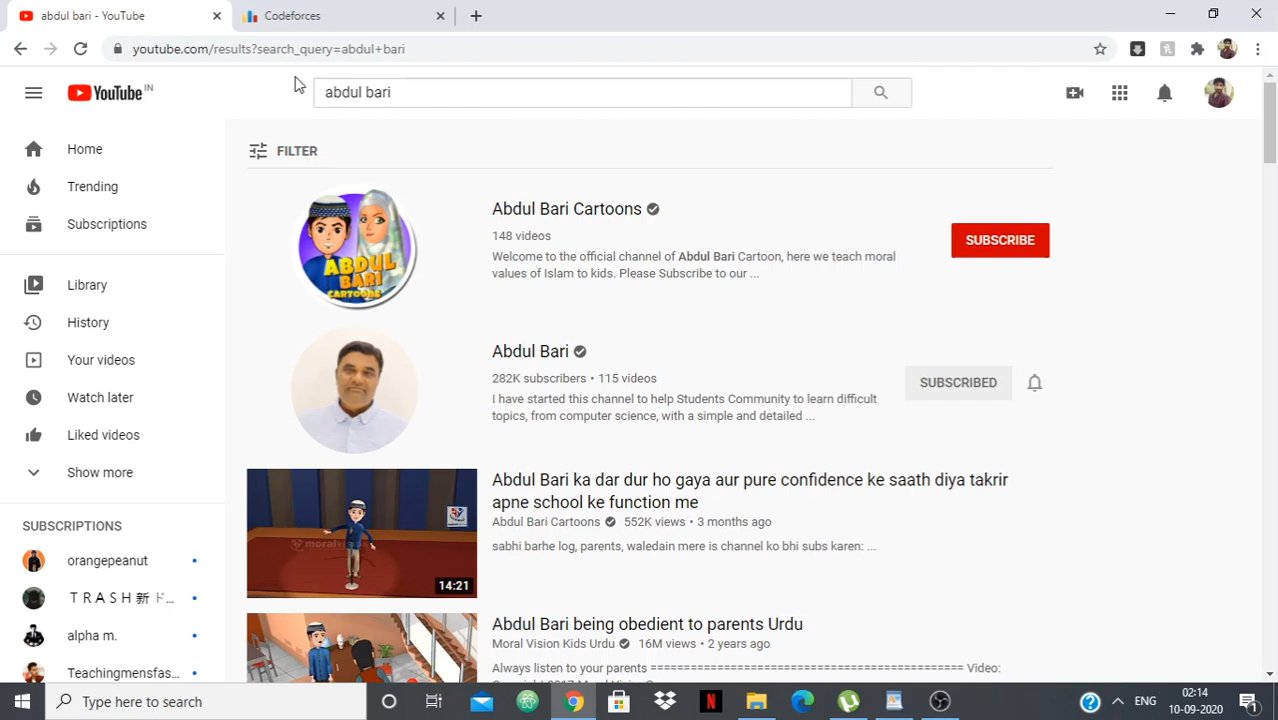 abdul bari - YouTube
Codeforces
youtube.com/results?search_query=abdul+bari
YouTube IN
abdul bari
Home
Trending
Subscriptions
Library
History
Your videos
Watch later
Liked videos
Show more
SUBSCRIPTIONS
orangepeanut
ＴＲＡＳＨ 新 ド...
alpha m.
Teachingmensfas...
FILTER
ABDUL
BARI
CARTOONS
Abdul Bari Cartoons
148 videos
Welcome to the official channel of Abdul Bari Cartoon, here we teach moral
values of Islam to kids. Please Subscribe to our ...
SUBSCRIBE
Abdul Bari
282K subscribers • 115 videos
I have started this channel to help Students Community to learn difficult
topics, from computer science, with a simple and detailed ...
SUBSCRIBED
moralvision
14:21
Abdul Bari ka dar dur ho gaya aur pure confidence ke saath diya takrir
apne school ke function me
Abdul Bari Cartoons 552K views • 3 months ago
sabhi barhe log, parents, waledain mere is channel ko bhi subs karen: ...
Abdul Bari being obedient to parents Urdu
Moral Vision Kids Urdu 16M views • 2 years ago
Always listen to your parents ============================================ Video:
Type here to search
ENG
02:14
10-09-2020
1